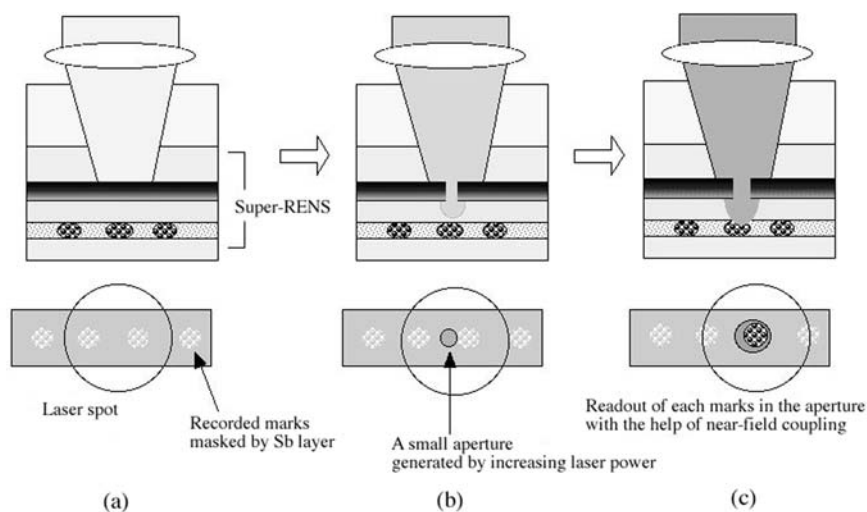 Super-RENS
Laser spot
Recorded marks
masked by Sb layer
A small aperture
generated by increasing laser power
Readout of each marks in the aperture
with the help of near-field coupling
(a)
(b)
(c)